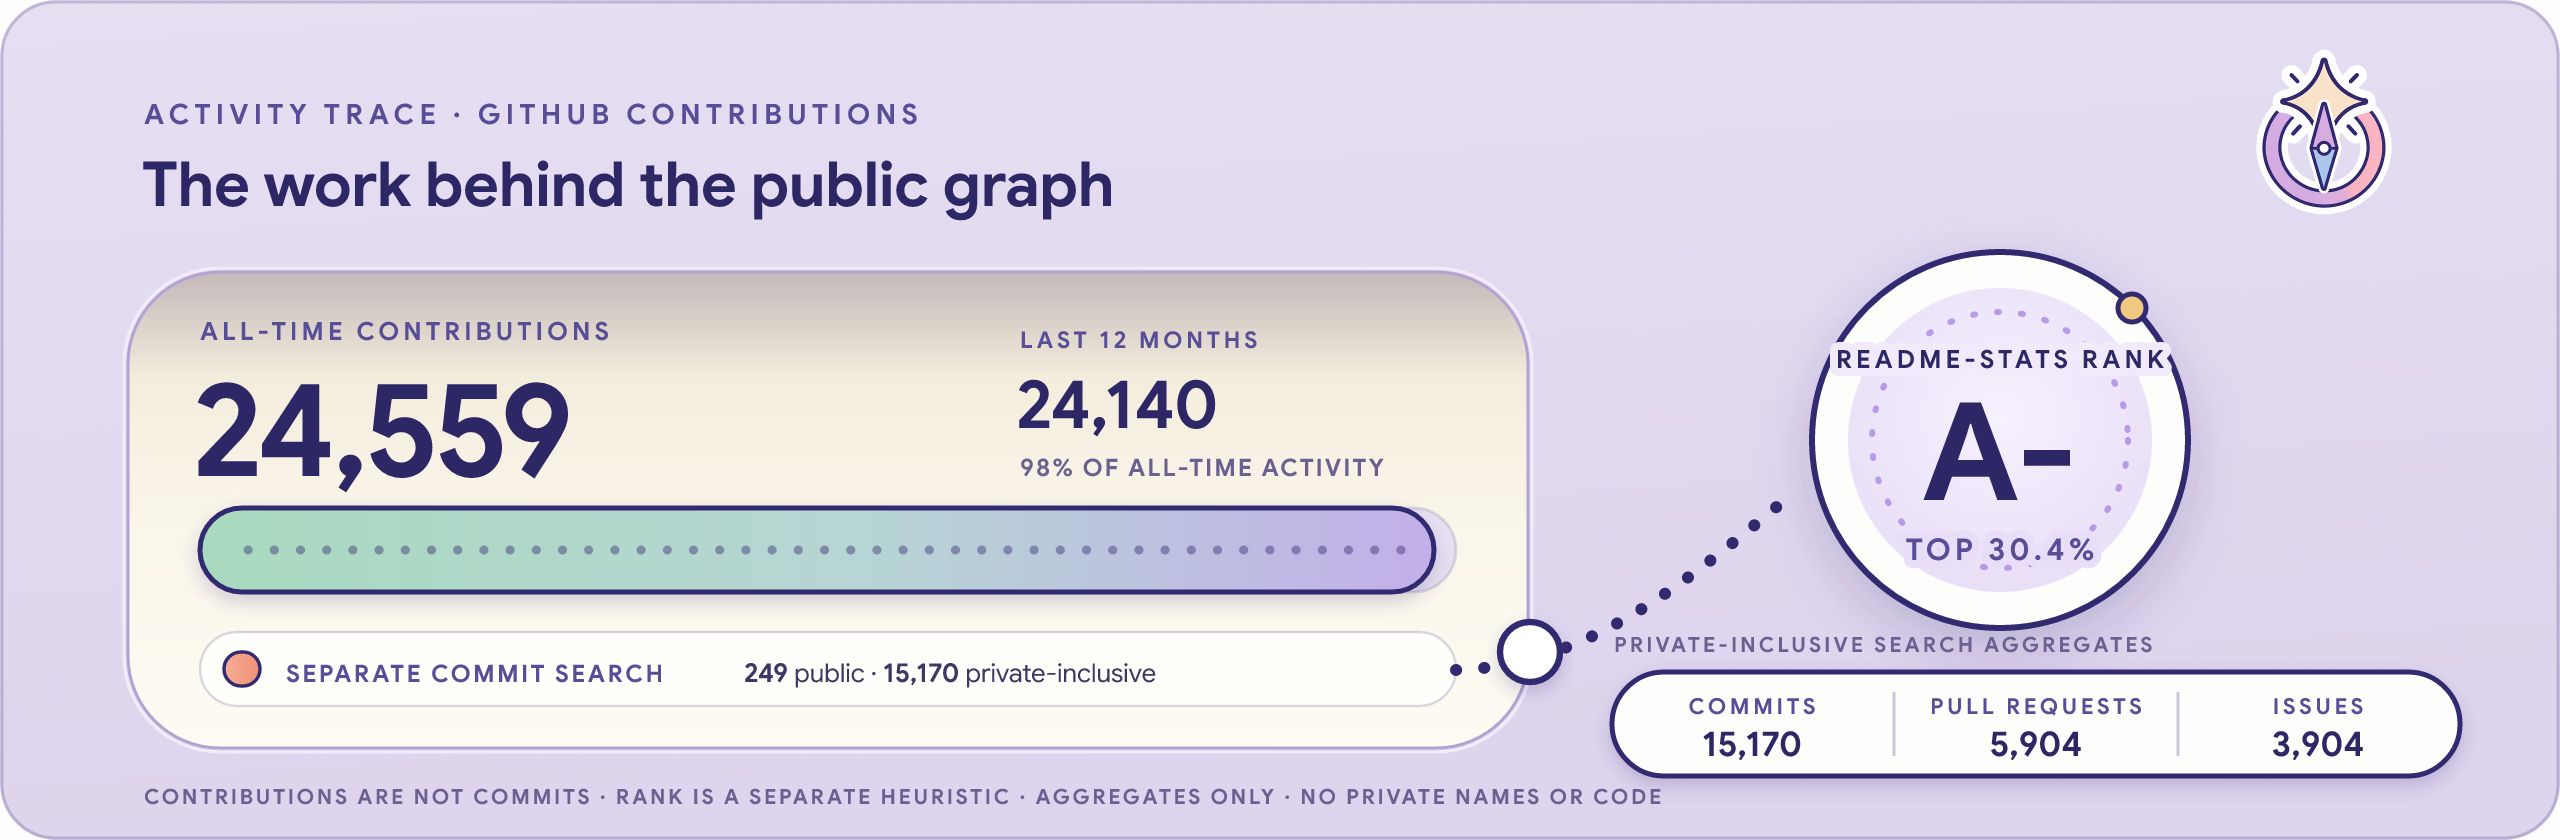 ACTIVITY TRACE · GITHUB CONTRIBUTIONS
The work behind the public graph
ALL-TIME CONTRIBUTIONS
24,559
LAST 12 MONTHS
24,140
98% OF ALL-TIME ACTIVITY
SEPARATE COMMIT SEARCH 249 public · 15,170 private-inclusive
README-STATS RANK
A-
TOP 30.4%
PRIVATE-INCLUSIVE SEARCH AGGREGATES
COMMITS PULL REQUESTS ISSUES
15,170 5,904 3,904
CONTRIBUTIONS ARE NOT COMMITS · RANK IS A SEPARATE HEURISTIC · AGGREGATES ONLY · NO PRIVATE NAMES OR CODE